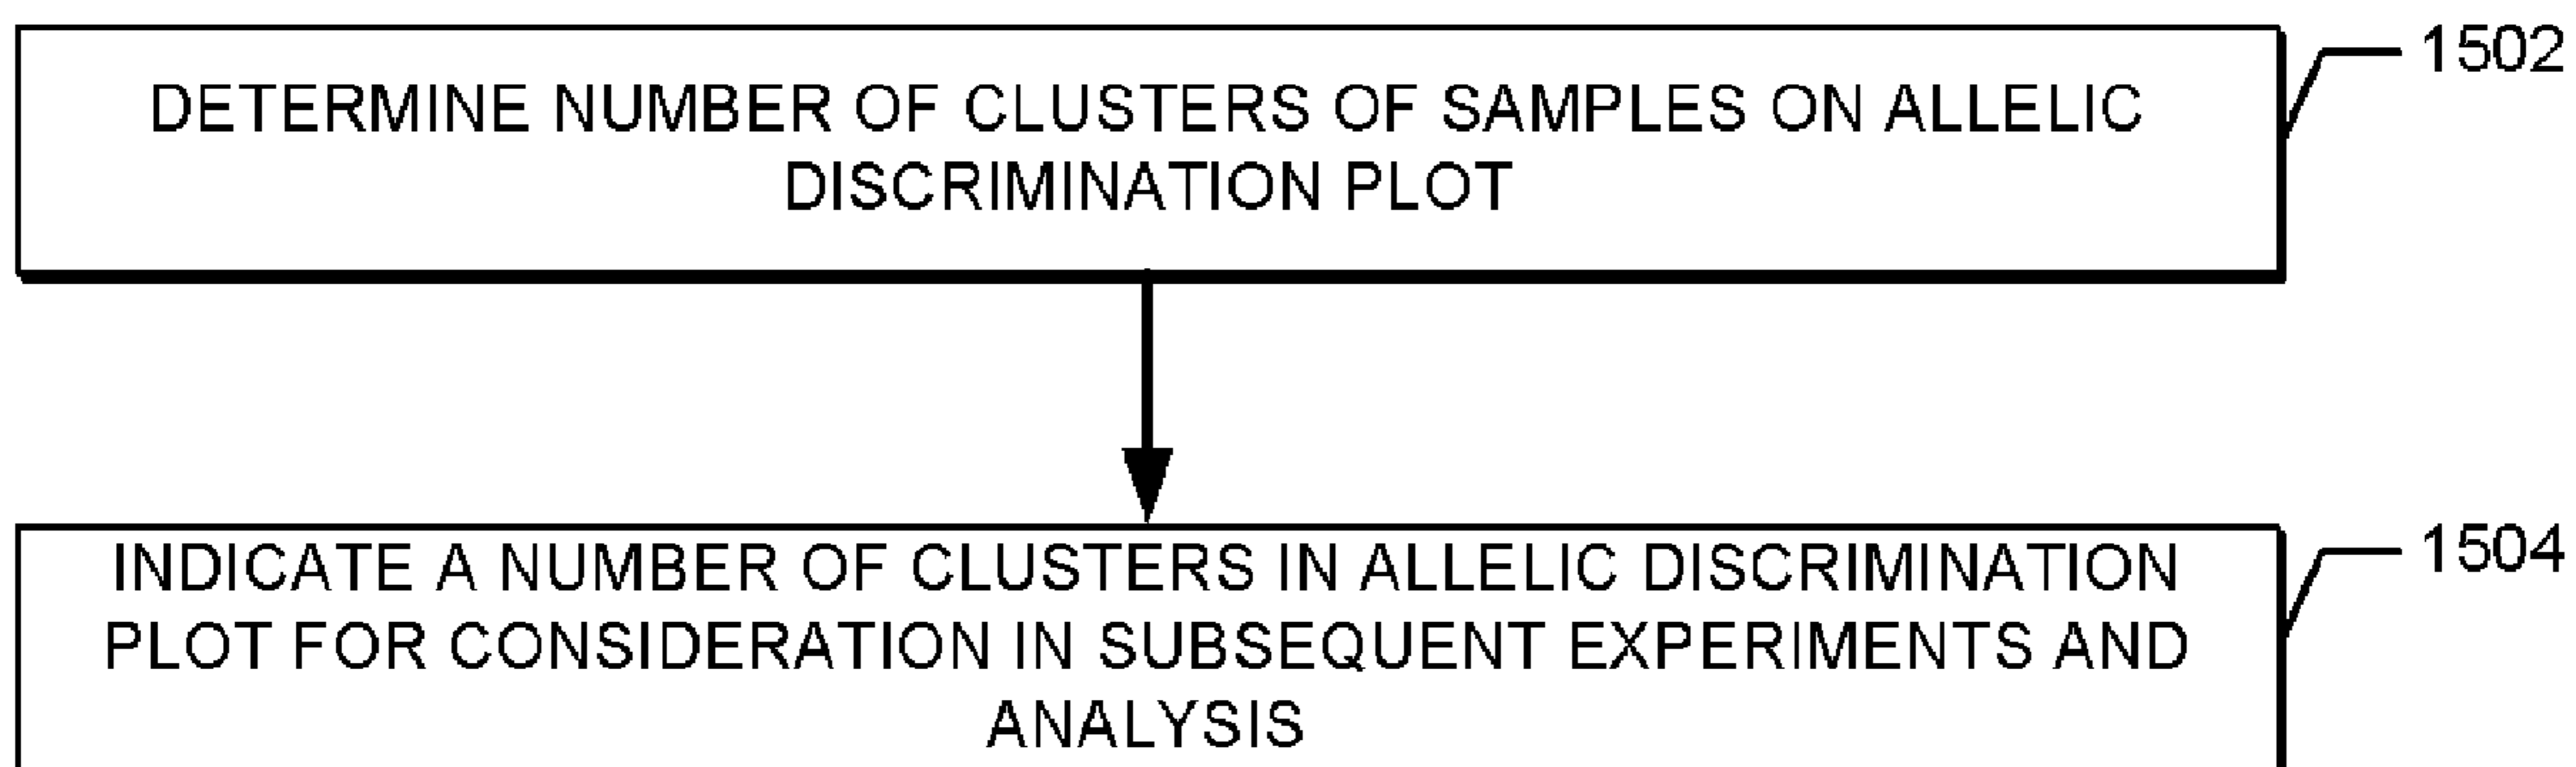 1502
DETERMINE NUMBER OF CLUSTERS OF SAMPLES ON ALLELIC
DISCRIMINATION PLOT
1504
INDICATE A NUMBER OF CLUSTERS IN ALLELIC DISCRIMINATION
PLOT FOR CONSIDERATION IN SUBSEQUENT EXPERIMENTS AND
ANALYSIS